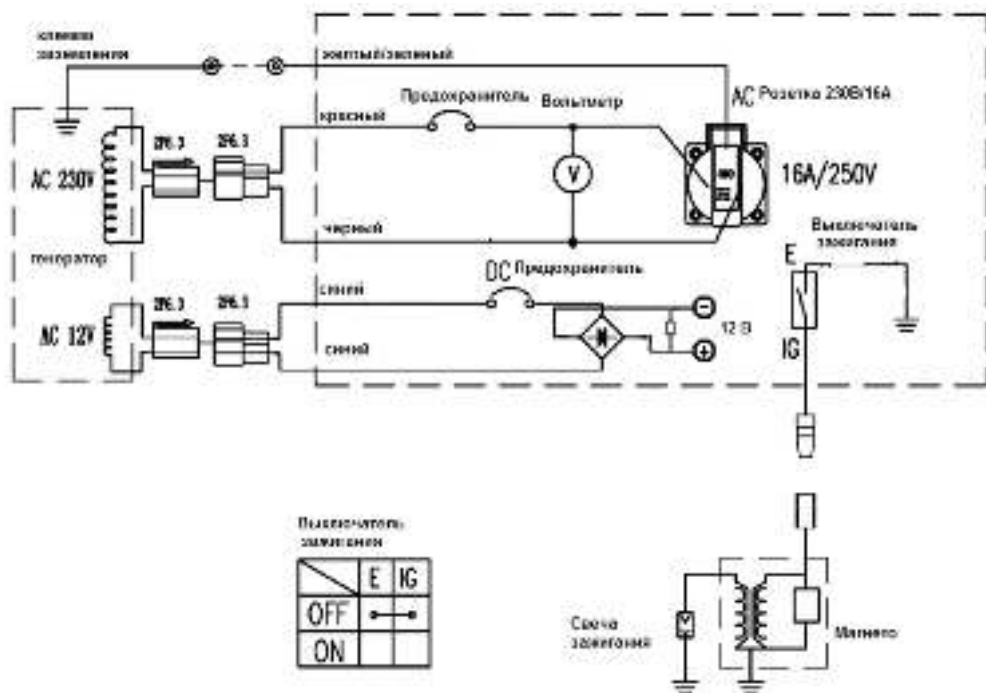 клемма
заземления
желтый/зеленый
AC Розетка 230В/16А
Предохранитель
Вольтметр
красный
AC 230V
V
16A/250V
черный
Выключатель
зажигания
генератор
E
DC Предохранитель
синий
AC 12V
12 В
синий
IG
Выключатель
зажигания
E IG
OFF
ON
Свеча
зажигания
Магнето